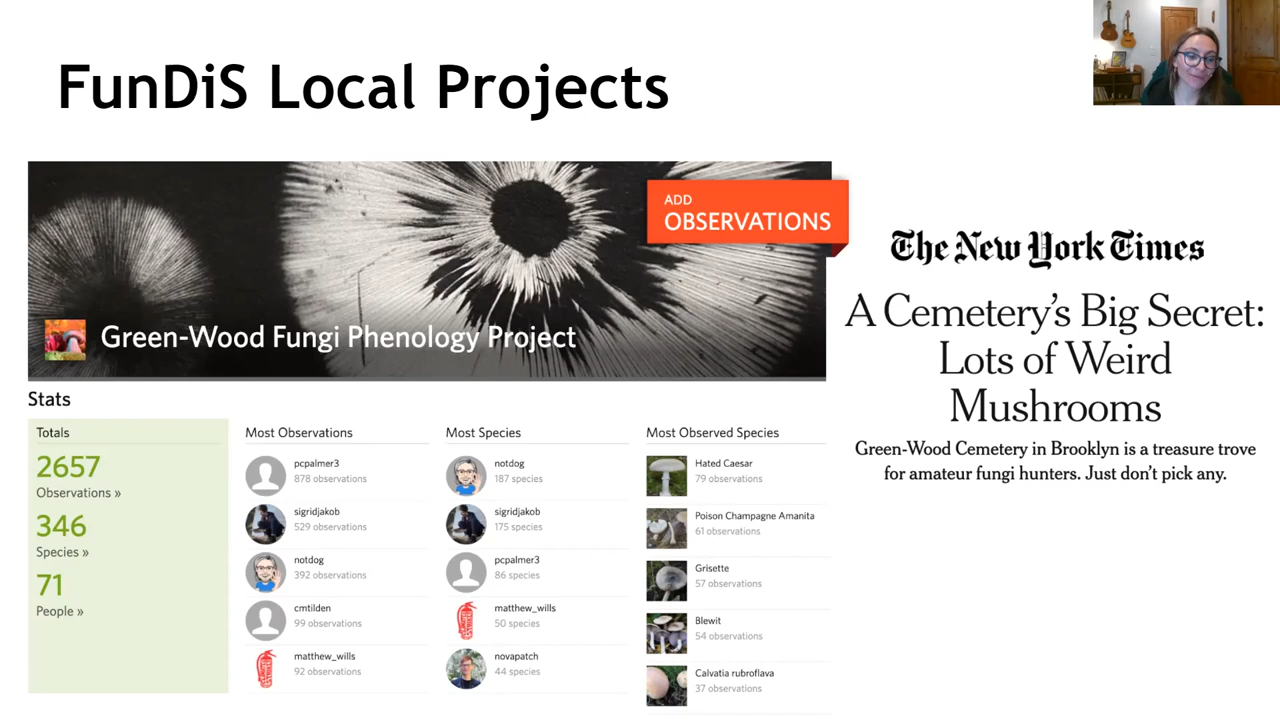 FunDiS Local Projects
ADD
OBSERVATIONS
Green-Wood Fungi Phenology Project
The New York Times
A Cemetery's Big Secret:
Lots of Weird
Mushrooms
Green-Wood Cemetery in Brooklyn is a treasure trove
for amateur fungi hunters. Just don't pick any.
Stats
Totals
2657
Observations »
346
Species »
71
People »
Most Observations
pcpalmer3
878 observations
sigridjakob
529 observations
notdog
392 observations
cmtilden
99 observations
matthew_wills
92 observations
Most Species
notdog
187 species
sigridjakob
175 species
pcpalmer3
86 species
matthew_wills
50 species
novapatch
44 species
Most Observed Species
Hated Caesar
79 observations
Poison Champagne Amanita
61 observations
Grisette
57 observations
Blewit
54 observations
Calvatia rubroflava
37 observations